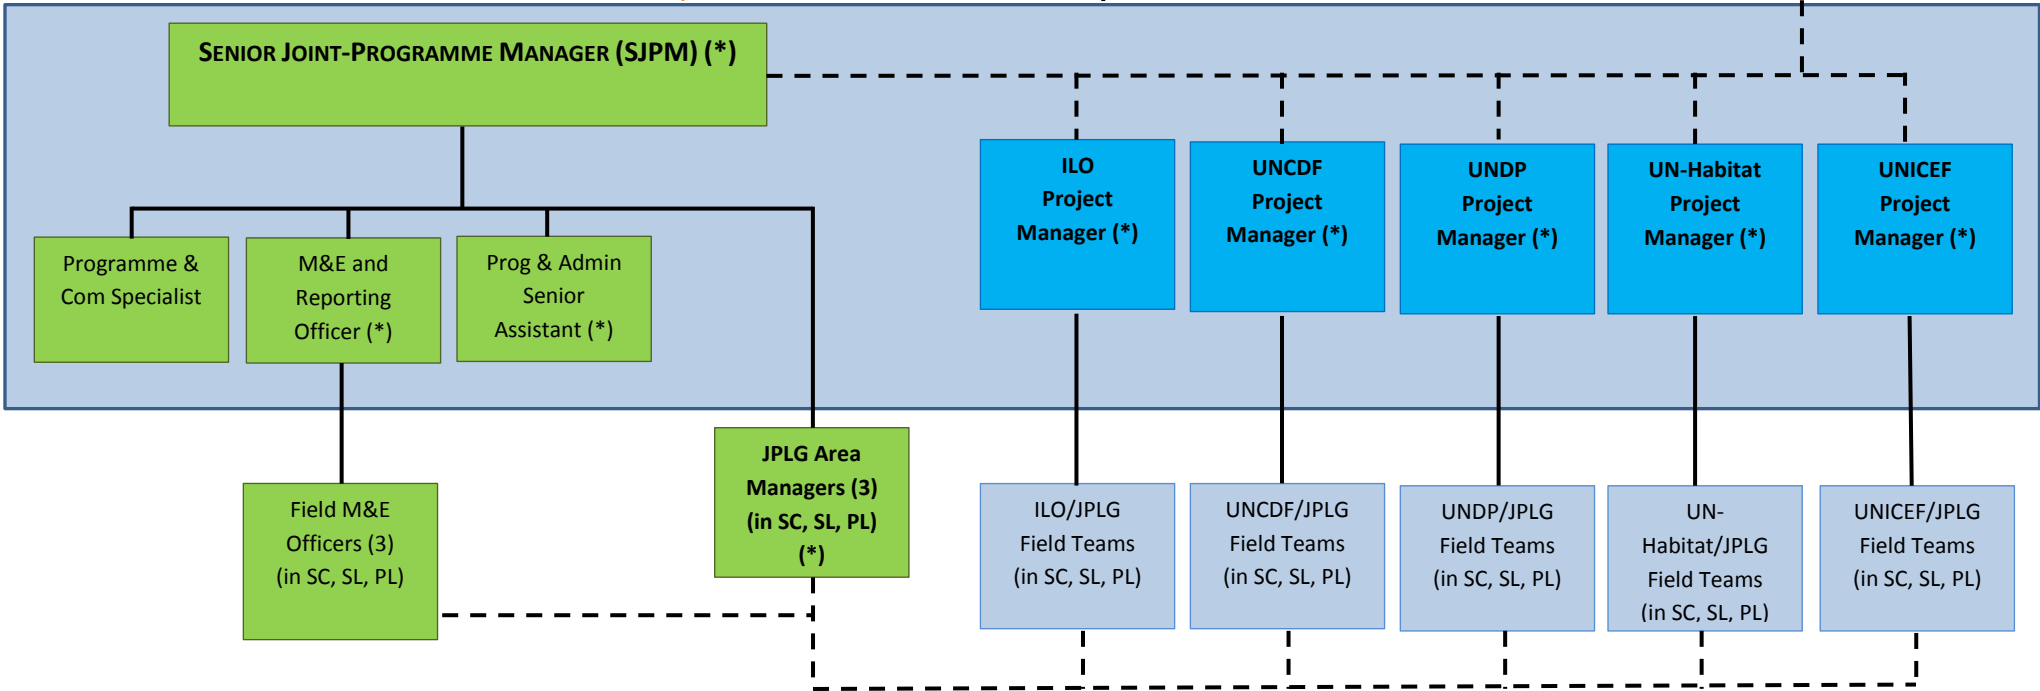 SENIOR JOINT-PROGRAMME MANAGER (SJPM) (*)
ILO
Project
Manager (*)
UNCDF
Project
Manager (*)
UNDP
Project
Manager (*)
UN-Habitat
Project
Manager (*)
UNICEF
Project
Manager (*)
Programme &
Com Specialist
M&E and
Reporting
Officer (*)
Prog & Admin
Senior
Assistant (*)
JPLG Area
Managers (3)
(in SC, SL, PL)
(*)
Field M&E
Officers (3)
(in SC, SL, PL)
ILO/JPLG
Field Teams
(in SC, SL, PL)
UNCDF/JPLG
Field Teams
(in SC, SL, PL)
UNDP/JPLG
Field Teams
(in SC, SL, PL)
UN-
Habitat/JPLG
Field Teams
(in SC, SL, PL)
UNICEF/JPLG
Field Teams
(in SC, SL, PL)